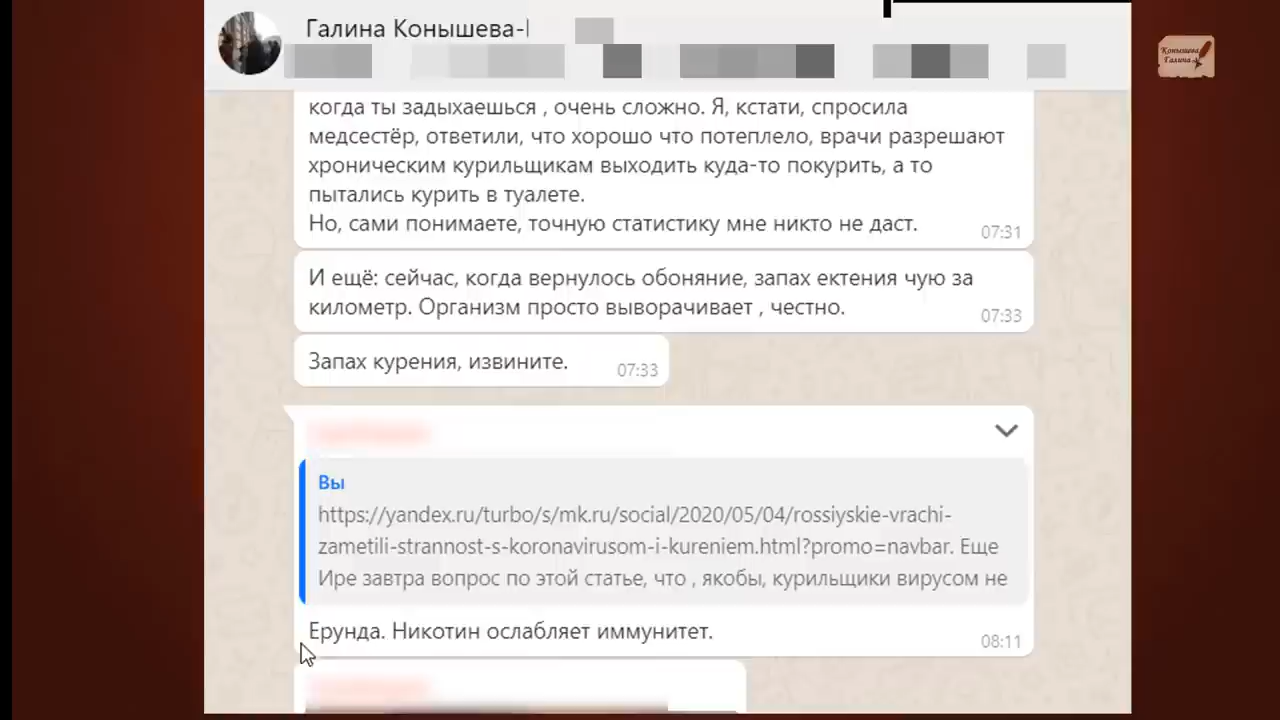 Галина Конышева-
Конышева
Галина
когда ты задыхаешься , очень сложно. Я, кстати, спросила
медсестёр, ответили, что хорошо что потеплело, врачи разрешают
хроническим курильщикам выходить куда-то покурить, а то
пытались курить в туалете.
Но, сами понимаете, точную статистику мне никто не даст.
07:31
И ещё: сейчас, когда вернулось обоняние, запах ектения чую за
километр. Организм просто выворачивает , честно.
07:33
Запах курения, извините.
07:33
Вы
https://yandex.ru/turbo/s/mk.ru/social/2020/05/04/rossiyskie-vrachi-
zametili-strannost-s-koronavirusom-i-kureniem.html?promo=navbar. Еще
Ире завтра вопрос по этой статье, что , якобы, курильщики вирусом не
Ерунда. Никотин ослабляет иммунитет.
08:11